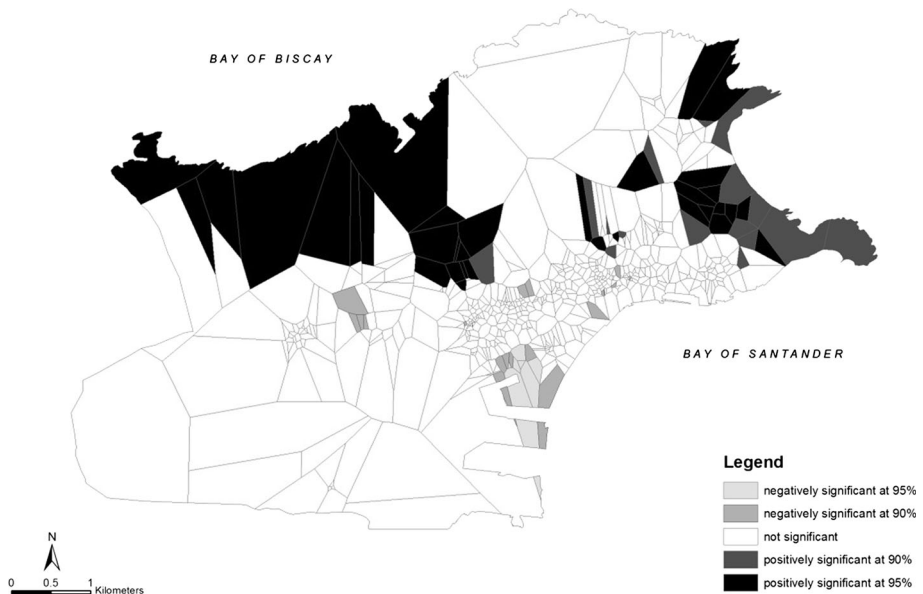 BAY OF BISCAY
BAY OF SANTANDER
Legend
negatively significant at 95%
negatively significant at 90%
not significant
positively significant at 90%
positively significant at 95%
N
0 0.5 1
Kilometers